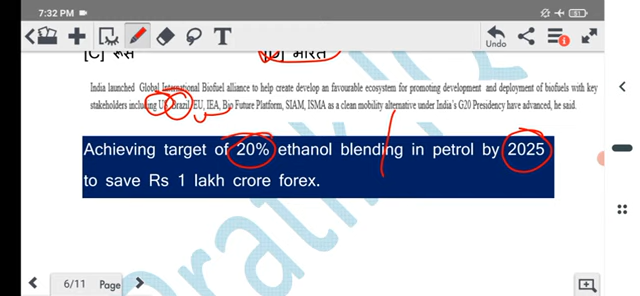 7:32 PM
51
T
Undo
[C] रूस [D] भारत
India launched Global International Biofuel alliance to help create develop an favourable ecosystem for promoting development and deployment of biofuels with key
stakeholders including US, Brazil, EU, IEA, Bio Future Platform, SIAM, ISMA as a clean mobility alternative under India's G20 Presidency have advanced, he said.
Achieving target of 20% ethanol blending in petrol by 2025
to save Rs 1 lakh crore forex.
6/11 Page